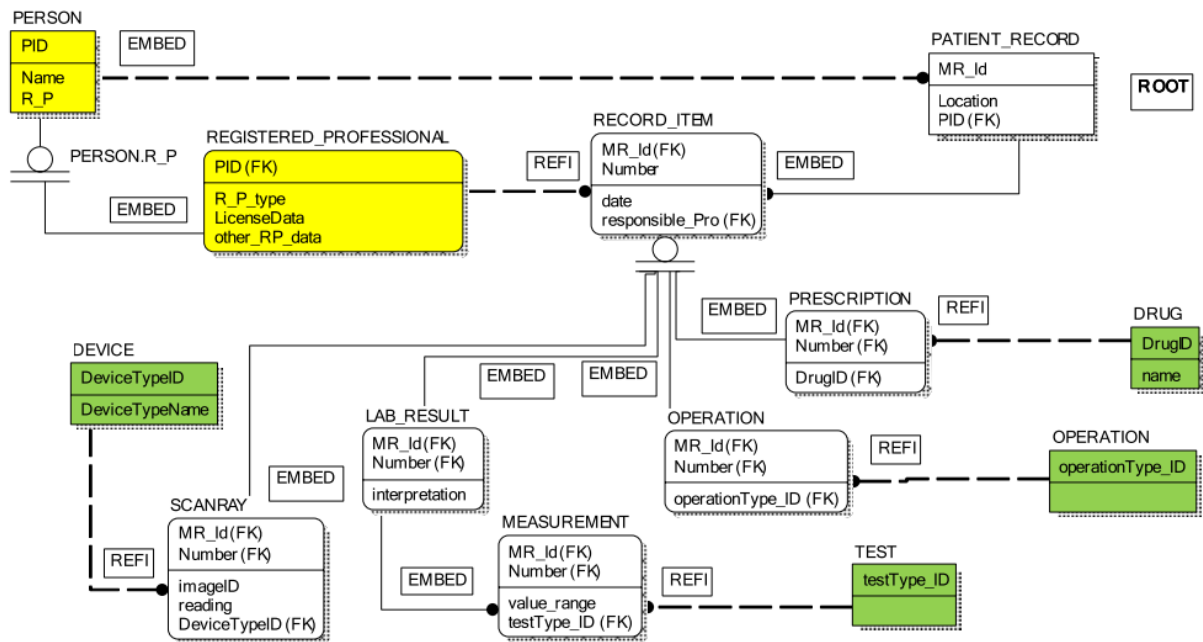 PERSON
PID
Name
R_P
EMBED
PATIENT_RECORD
MR_Id
Location
PID (FK)
ROOT
PERSON.R_P
REGISTERED_PROFESSIONAL
PID (FK)
R_P_type
LicenseData
other_RP_data
EMBED
REFI
RECORD_ITEM
MR_Id(FK)
Number
date
responsible_Pro (FK)
EMBED
PRESCRIPTION
MR_Id(FK)
Number(FK)
DrugID (FK)
EMBED
REFI
DRUG
DrugID
name
DEVICE
DeviceTypeID
DeviceTypeName
EMBED
EMBED
LAB_RESULT
MR_Id(FK)
Number(FK)
interpretation
OPERATION
MR_Id(FK)
Number(FK)
operationType_ID (FK)
REFI
OPERATION
operationType_ID
EMBED
SCANRAY
MR_Id(FK)
Number(FK)
imageID
reading
DeviceTypeID (FK)
REFI
MEASUREMENT
MR_Id(FK)
Number(FK)
value_range
testType_ID (FK)
EMBED
REFI
TEST
testType_ID